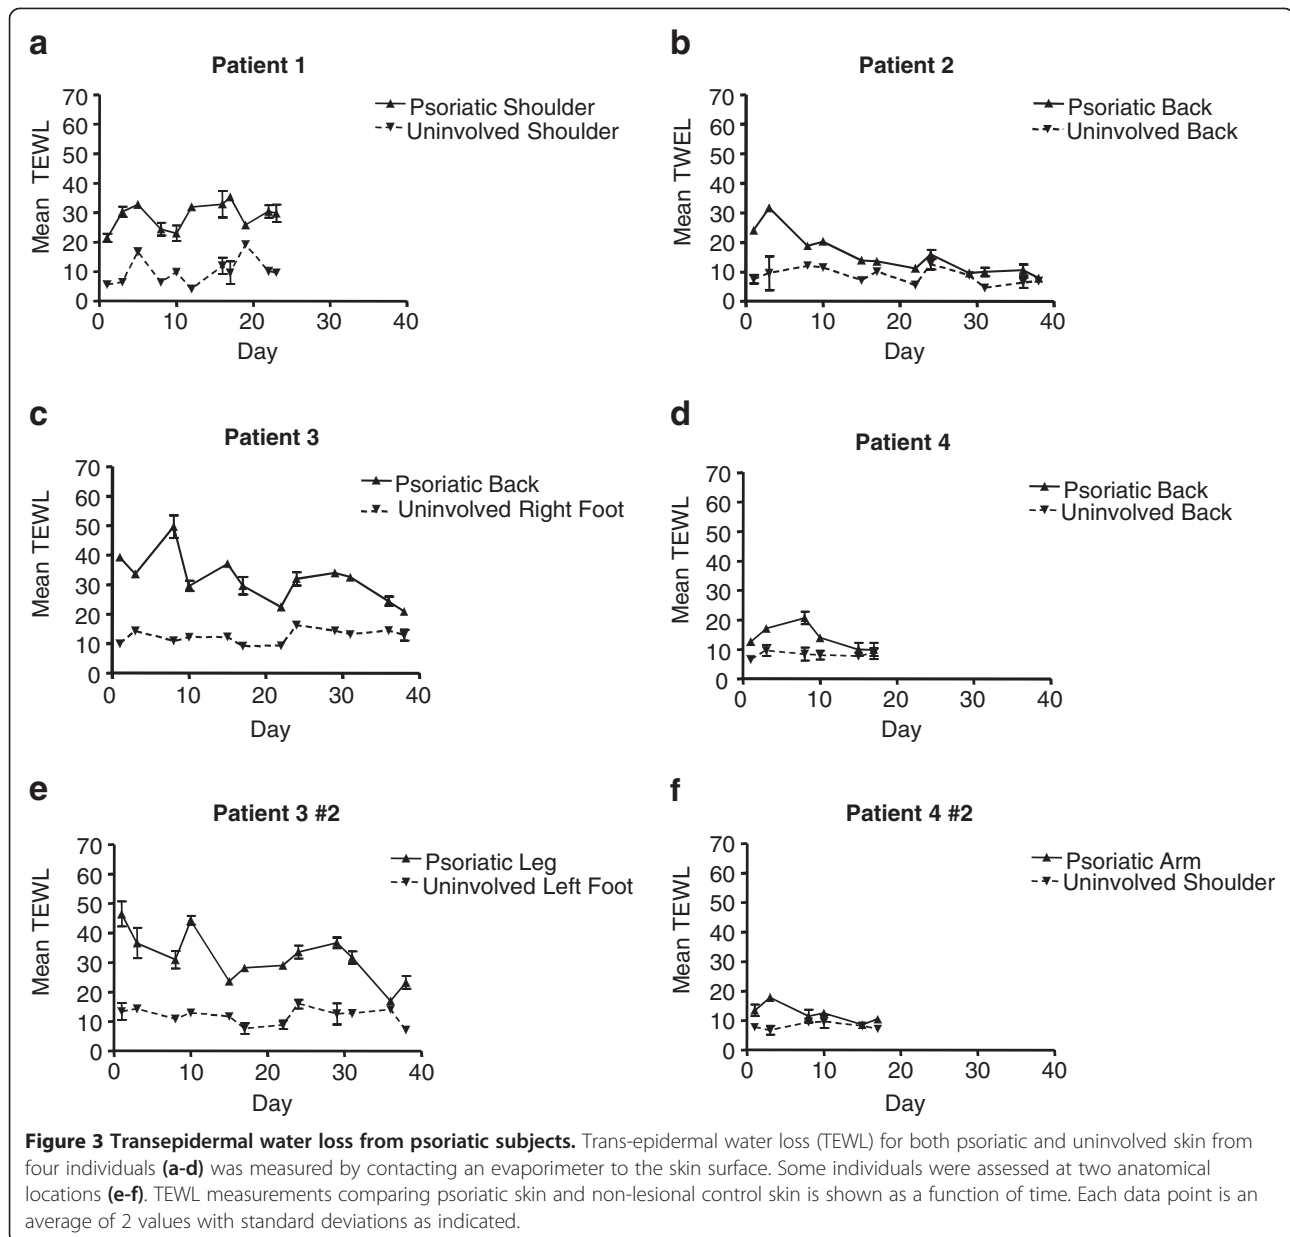 a
Patient 1
Psoriatic Shoulder
Uninvolved Shoulder
Mean TEWL
70
60
50
40
30
20
10
0
0 10 20 30 40
Day
b
Patient 2
Psoriatic Back
Uninvolved Back
Mean TWEL
70
60
50
40
30
20
10
0
0 10 20 30 40
Day
c
Patient 3
Psoriatic Back
Uninvolved Right Foot
Mean TEWL
70
60
50
40
30
20
10
0
0 10 20 30 40
Day
d
Patient 4
Psoriatic Back
Uninvolved Back
Mean TEWL
70
60
50
40
30
20
10
0
0 10 20 30 40
Day
e
Patient 3 #2
Psoriatic Leg
Uninvolved Left Foot
Mean TEWL
70
60
50
40
30
20
10
0
0 10 20 30 40
Day
f
Patient 4 #2
Psoriatic Arm
Uninvolved Shoulder
Mean TEWL
70
60
50
40
30
20
10
0
0 10 20 30 40
Day
Figure 3 Transepidermal water loss from psoriatic subjects. Trans-epidermal water loss (TEWL) for both psoriatic and uninvolved skin from
four individuals (a-d) was measured by contacting an evaporimeter to the skin surface. Some individuals were assessed at two anatomical
locations (e-f). TEWL measurements comparing psoriatic skin and non-lesional control skin is shown as a function of time. Each data point is an
average of 2 values with standard deviations as indicated.